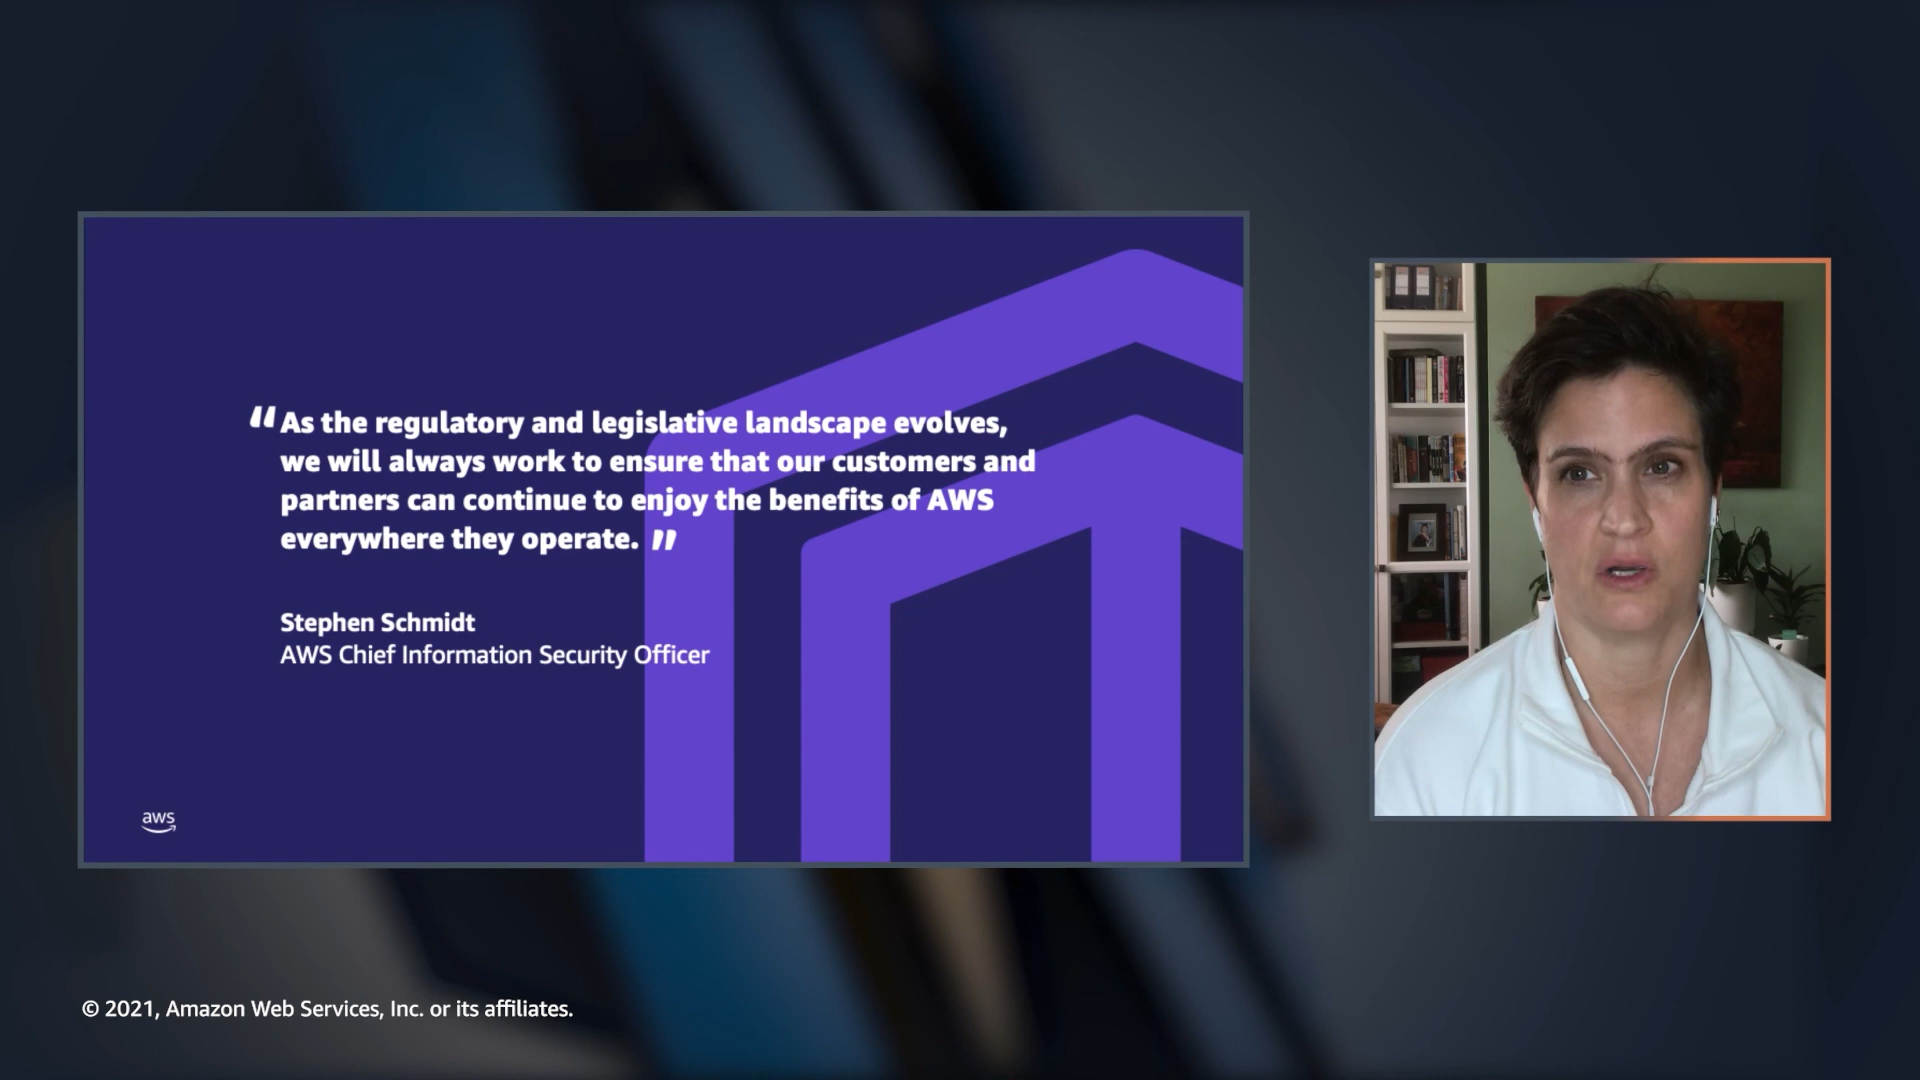 “As the regulatory and legislative landscape evolves,
we will always work to ensure that our customers and
partners can continue to enjoy the benefits of AWS
everywhere they operate. ”
Stephen Schmidt
AWS Chief Information Security Officer
aws
© 2021, Amazon Web Services, Inc. or its affiliates.